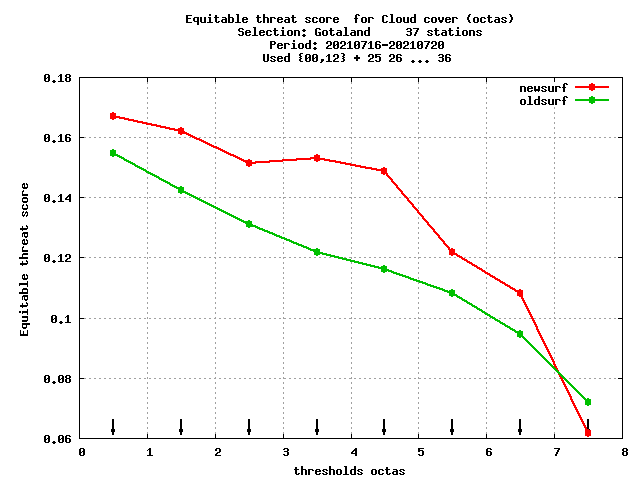 Equitable threat score  for Cloud cover (octas)
Selection: Gotaland     37 stations
Period: 20210716-20210720
Used {00,12} + 25 26 ... 36
0.18
0.16
0.14
0.12
0.1
0.08
0.06
Equitable threat score
newsurf
oldsurf
0 1 2 3 4 5 6 7 8
thresholds octas